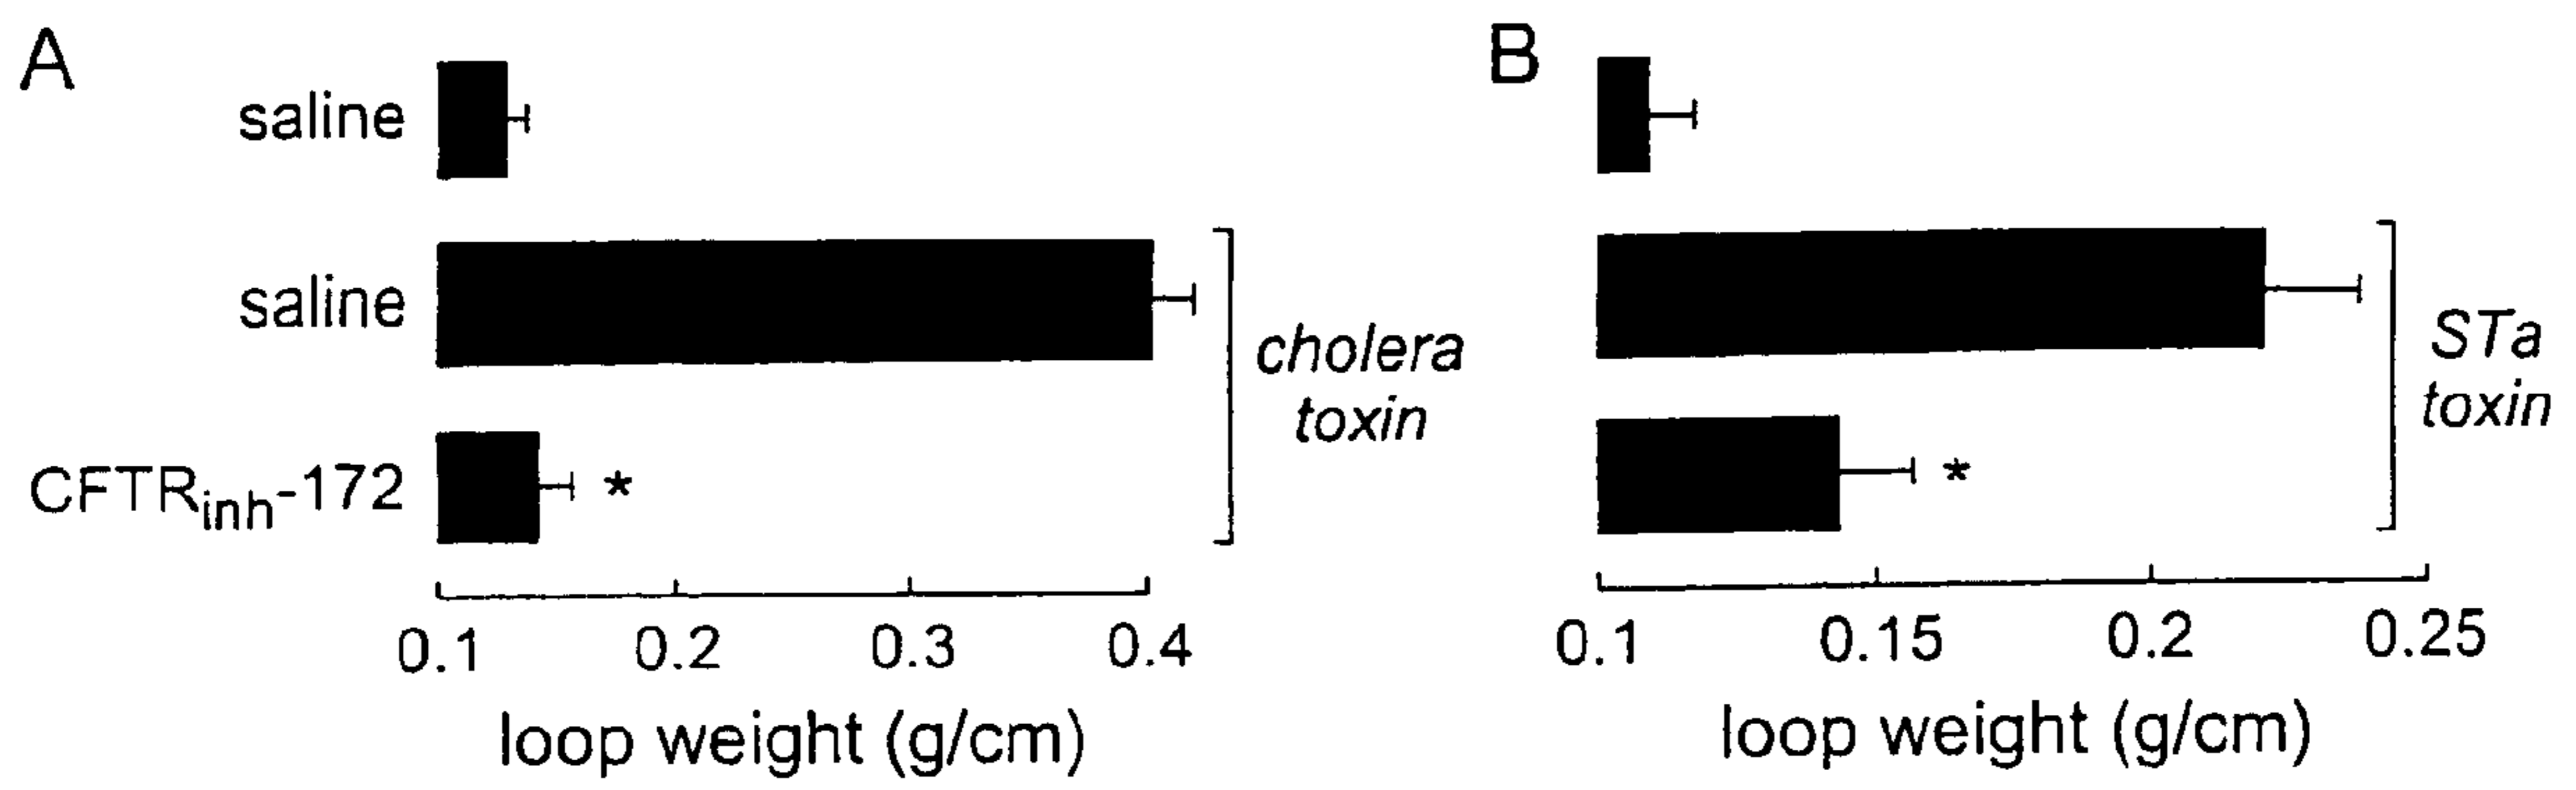 A
saline
saline
CFTRinh-172
*
cholera
toxin
0.1 0.2 0.3 0.4
loop weight (g/cm)
B
*
STa
toxin
0.1 0.15 0.2 0.25
loop weight (g/cm)